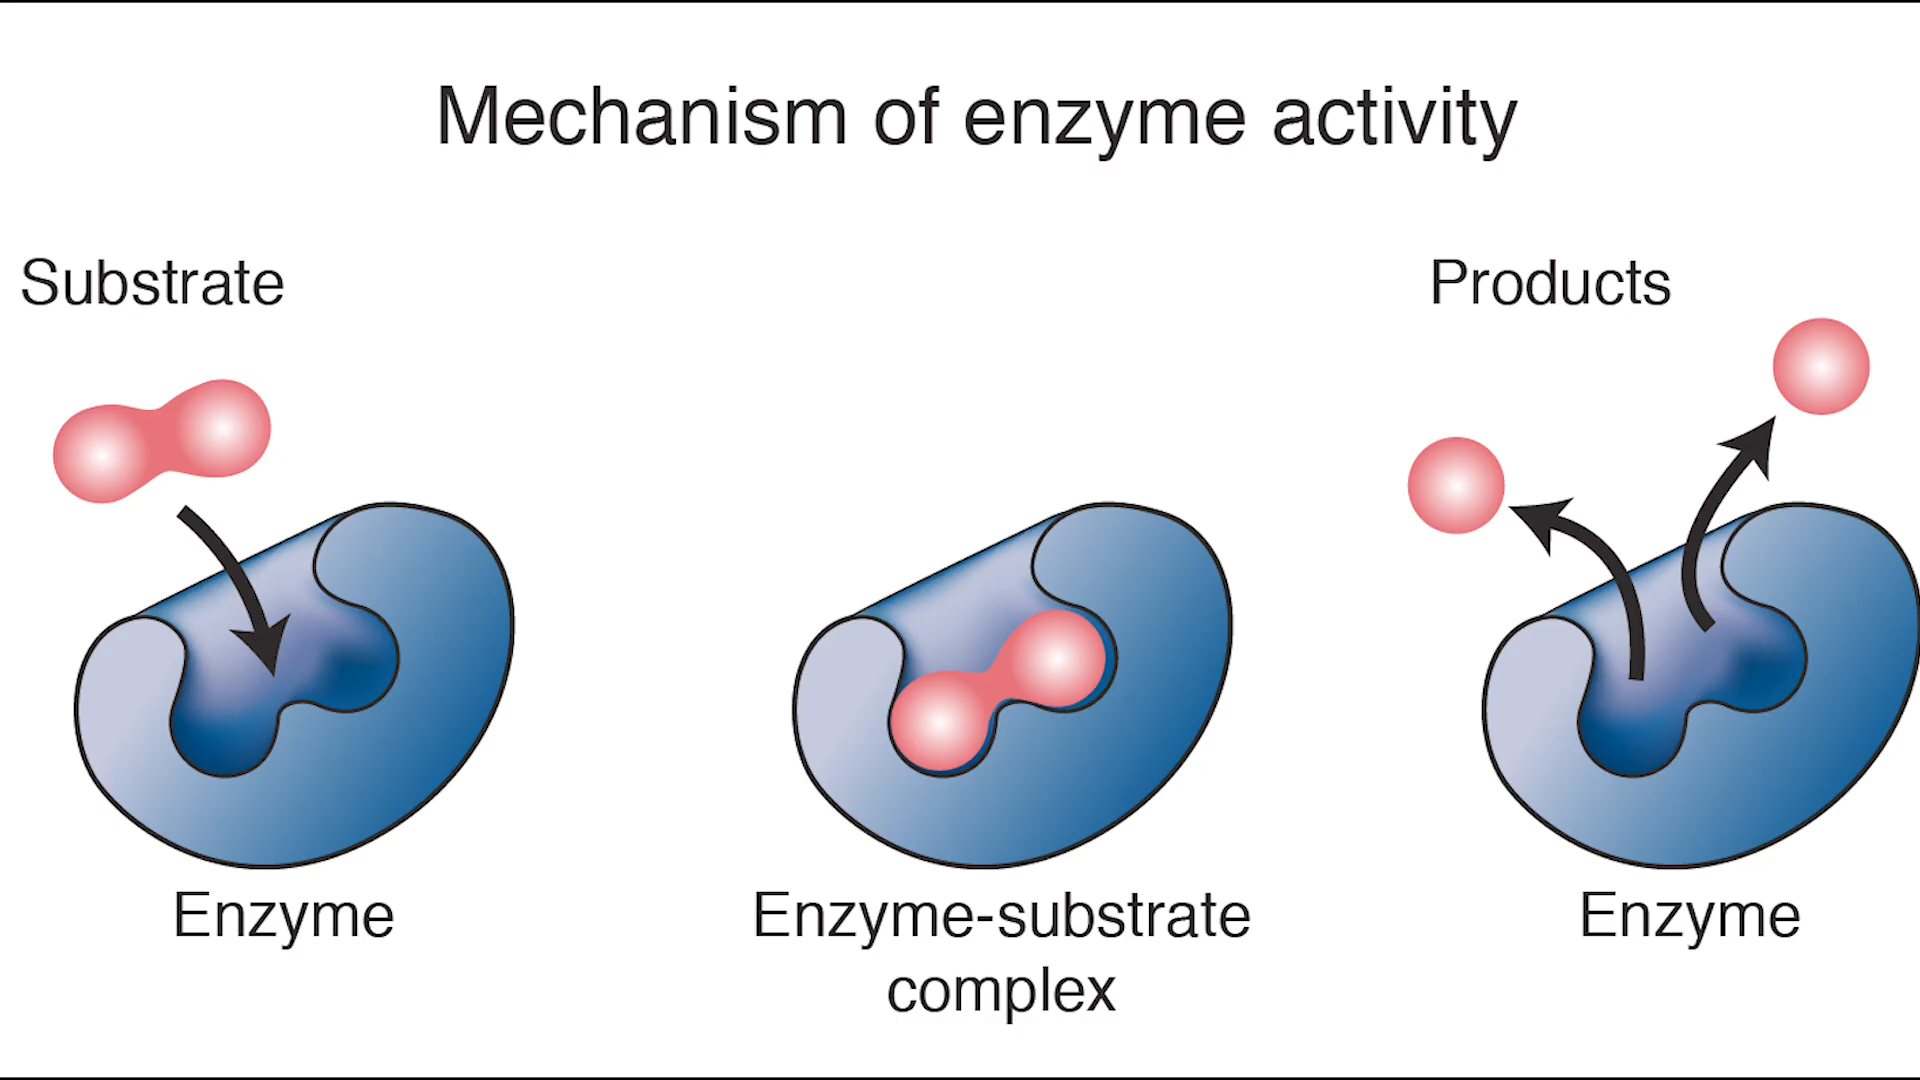 Mechanism of enzyme activity
Substrate
Products
Enzyme
Enzyme-substrate
complex
Enzyme